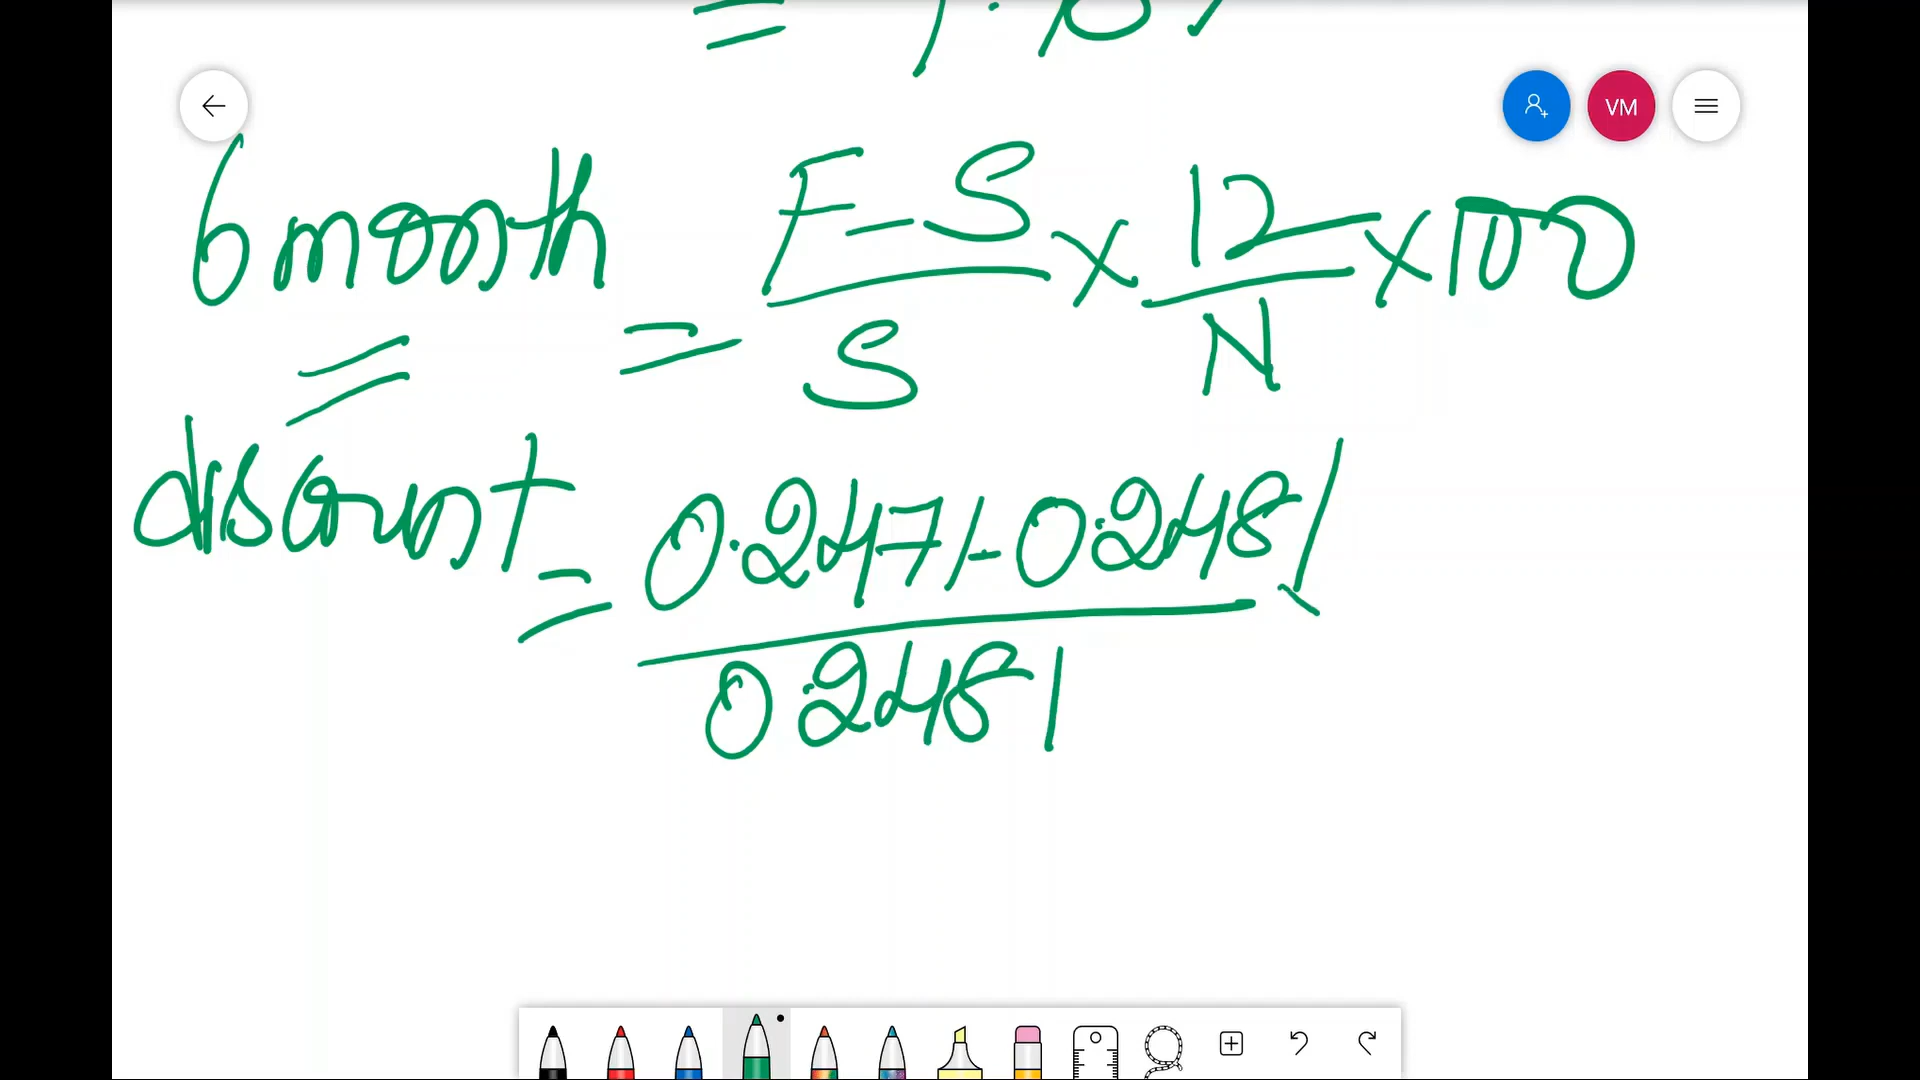 VM
6 month = F-S/S × 12/N × 100
discount = 0.2471-0.2481 ×
0.2481